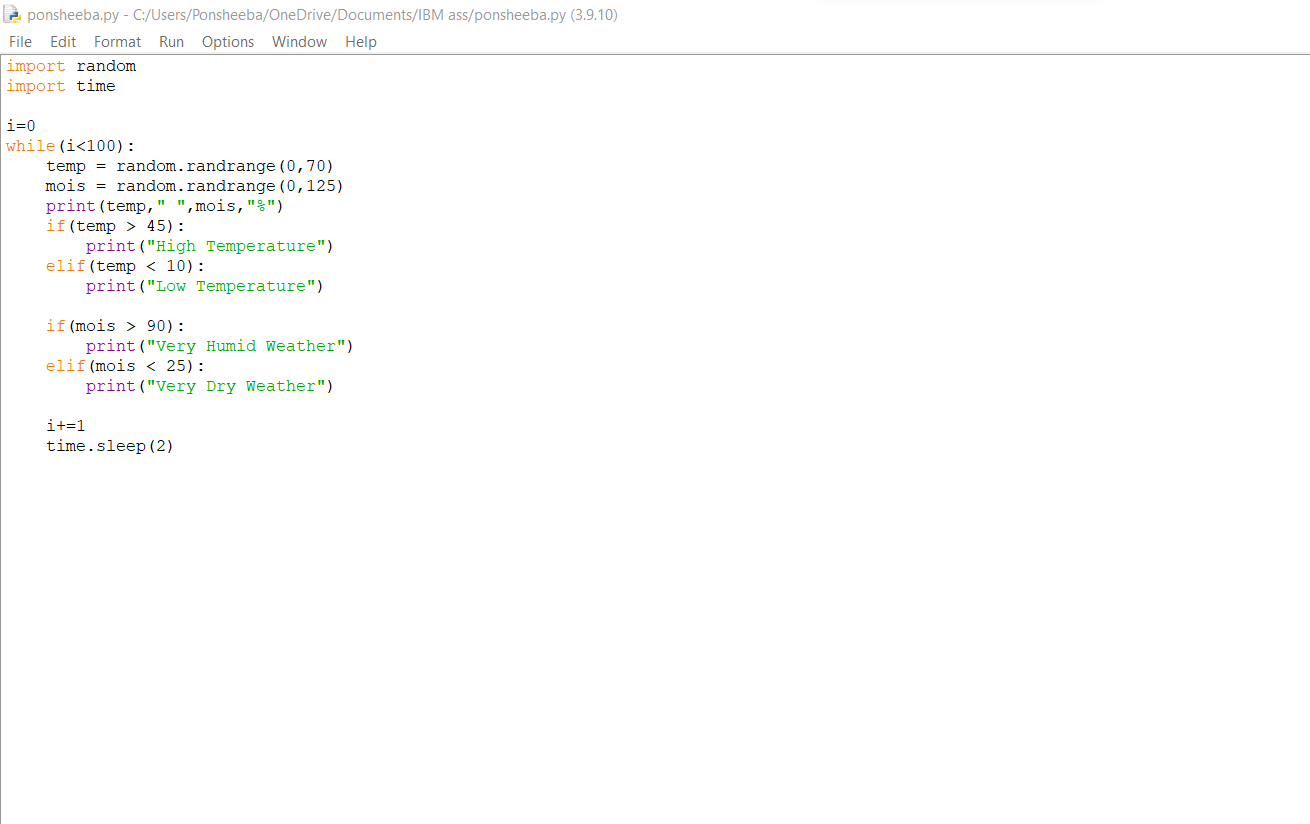 ponsheeba.py - C:/Users/Ponsheeba/OneDrive/Documents/IBM ass/ponsheeba.py (3.9.10)
File Edit Format Run Options Window Help
import random
import time

i=0
while(i<100):
    temp = random.randrange(0,70)
    mois = random.randrange(0,125)
    print(temp," ",mois,"%")
    if(temp > 45):
        print("High Temperature")
    elif(temp < 10):
        print("Low Temperature")

    if(mois > 90):
        print("Very Humid Weather")
    elif(mois < 25):
        print("Very Dry Weather")

    i+=1
    time.sleep(2)